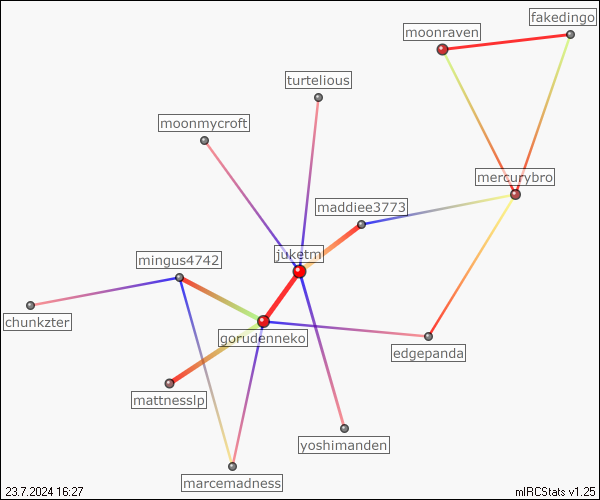 fakedingo
moonraven
turtelious
moonmycroft
mercurybro
maddiee3773
juketm
mingus4742
chunkzter
gorudenneko
edgepanda
mattnesslp
yoshimanden
marcemadness
23.7.2024 16:27
mIRCStats v1.25